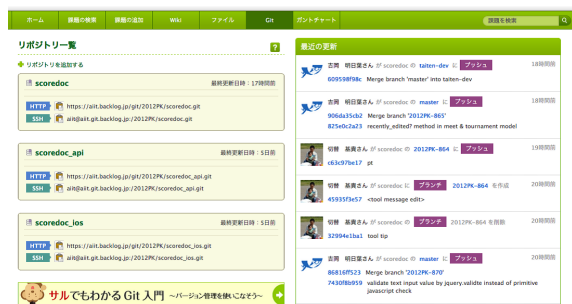 ホーム 課題の検索 課題の追加 Wiki ファイル Git ガントチャート 課題を検索
リポジトリ一覧 ?
リポジトリを追加する
scoredoc 最終更新日時:17時間前
HTTP https://aiit.backlog.jp/git/2012PK/scoredoc.git
SSH aiit@aiit.git.backlog.jp:/2012PK/scoredoc.git
scoredoc_api 最終更新日時:5日前
HTTP https://aiit.backlog.jp/git/2012PK/scoredoc_api.git
SSH aiit@aiit.git.backlog.jp:/2012PK/scoredoc_api.git
scoredoc_ios 最終更新日時:5日前
HTTP https://aiit.backlog.jp/git/2012PK/scoredoc_ios.git
SSH aiit@aiit.git.backlog.jp:/2012PK/scoredoc_ios.git
サルでもわかる Git 入門 ~バージョン管理を使いこなそう~
最近の更新
吉岡 明日葉さん が scoredoc の taiten-dev に プッシュ 18時間前
609598f98c Merge branch 'master' into taiten-dev
吉岡 明日葉さん が scoredoc の master に プッシュ 18時間前
906da35cb2 Merge branch '2012PK-865'
825e0c2a23 recently_edited? method in meet & tournament model
切替 基貴さん が scoredoc の 2012PK-864 に プッシュ 19時間前
c63c97be17 pt
切替 基貴さん が scoredoc に ブランチ 2012PK-864 を作成 20時間前
45935f3e57 <tool message edit>
切替 基貴さん が scoredoc の ブランチ 2012PK-864 を削除 20時間前
32994e1ba1 tool tip
吉岡 明日葉さん が scoredoc の master に プッシュ 20時間前
86816ff523 Merge branch '2012PK-870'
7430f8b959 validate text input value by jquery.valite instead of primitive
javascript check